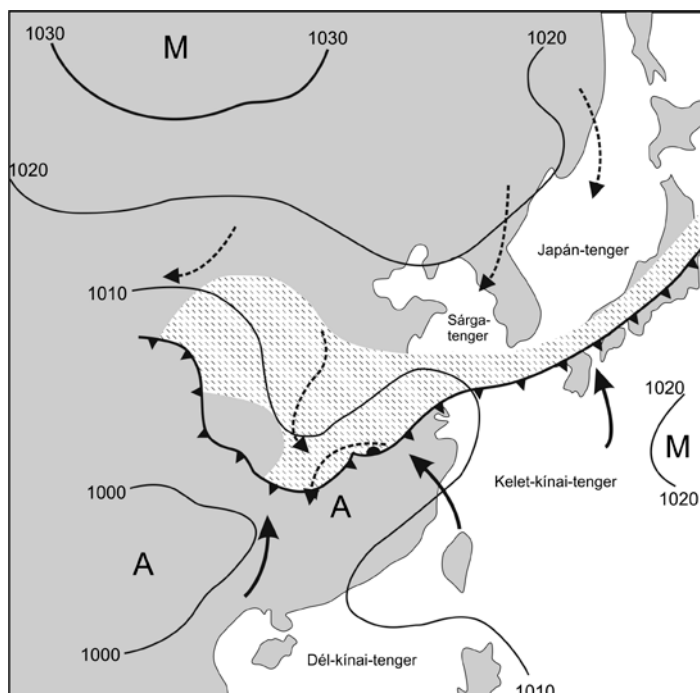 1030
M
1030
1020
1020
Japán-tenger
1010
Sárga-
tenger
1020
M
1020
Kelet-kínai-tenger
1000
A
A
1000
Dél-kínai-tenger
1010